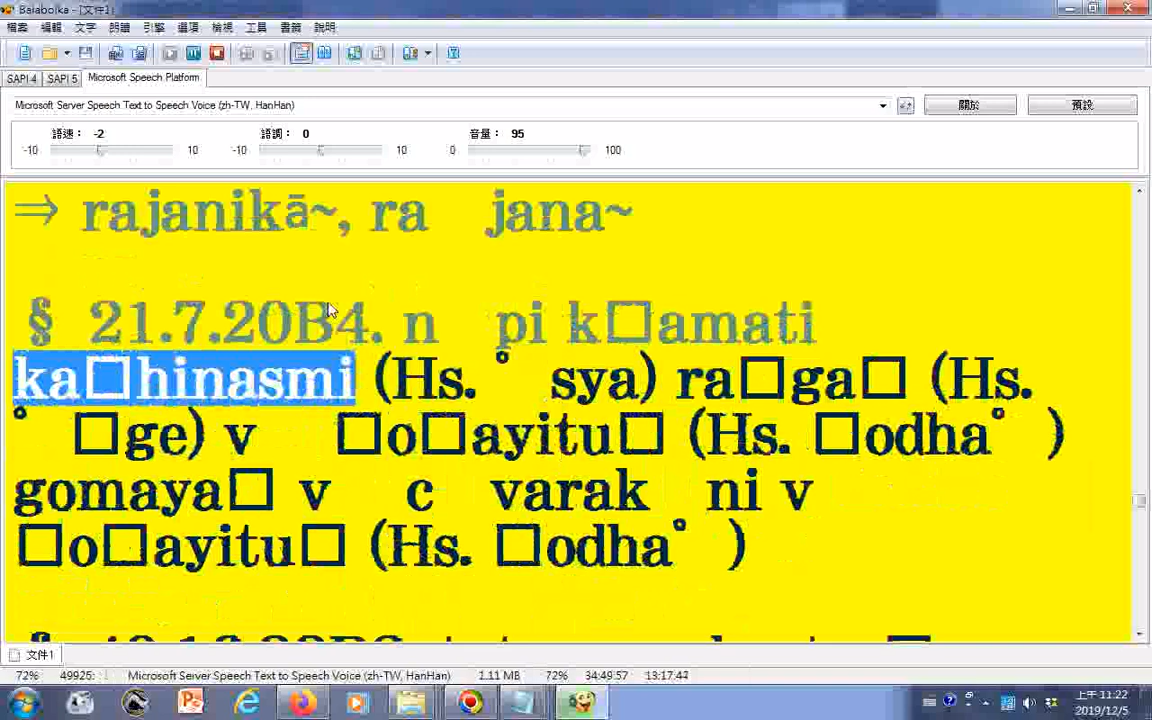 Balabolka - [文件1]
檔案 編輯 文字 朗讀 引擎 選項 檢視 工具 書籤 說明
SAPI 4 SAPI 5 Microsoft Speech Platform
Microsoft Server Speech Text to Speech Voice (zh-TW, HanHan) 關於 預設
語速： -2 語調： 0 音量： 95
-10 10 -10 10 0 100
⇒ rajanikā~, ra jana~
§ 21.7.20B4. n pi k□amati
ka□hinasmi (Hs. ˚ sya) ra□ga□ (Hs.
˚ □ge) v □o□ayitu□ (Hs. □odha˚ )
gomaya□ v c varak ni v
□o□ayitu□ (Hs. □odha˚ )
文件1
72% 49925: Microsoft Server Speech Text to Speech Voice (zh-TW, HanHan) 1.11 MB 72% 34:49:57 13:17:42
上午 11:22
2019/12/5